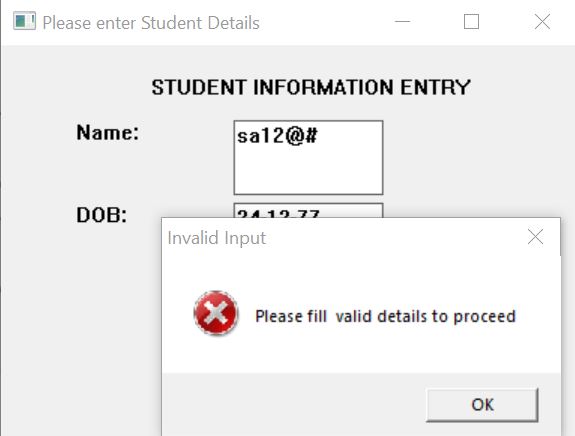 Please enter Student Details
STUDENT INFORMATION ENTRY
Name:
sa12@#
DOB:
24-12-77
Invalid Input
Please fill  valid details to proceed
OK